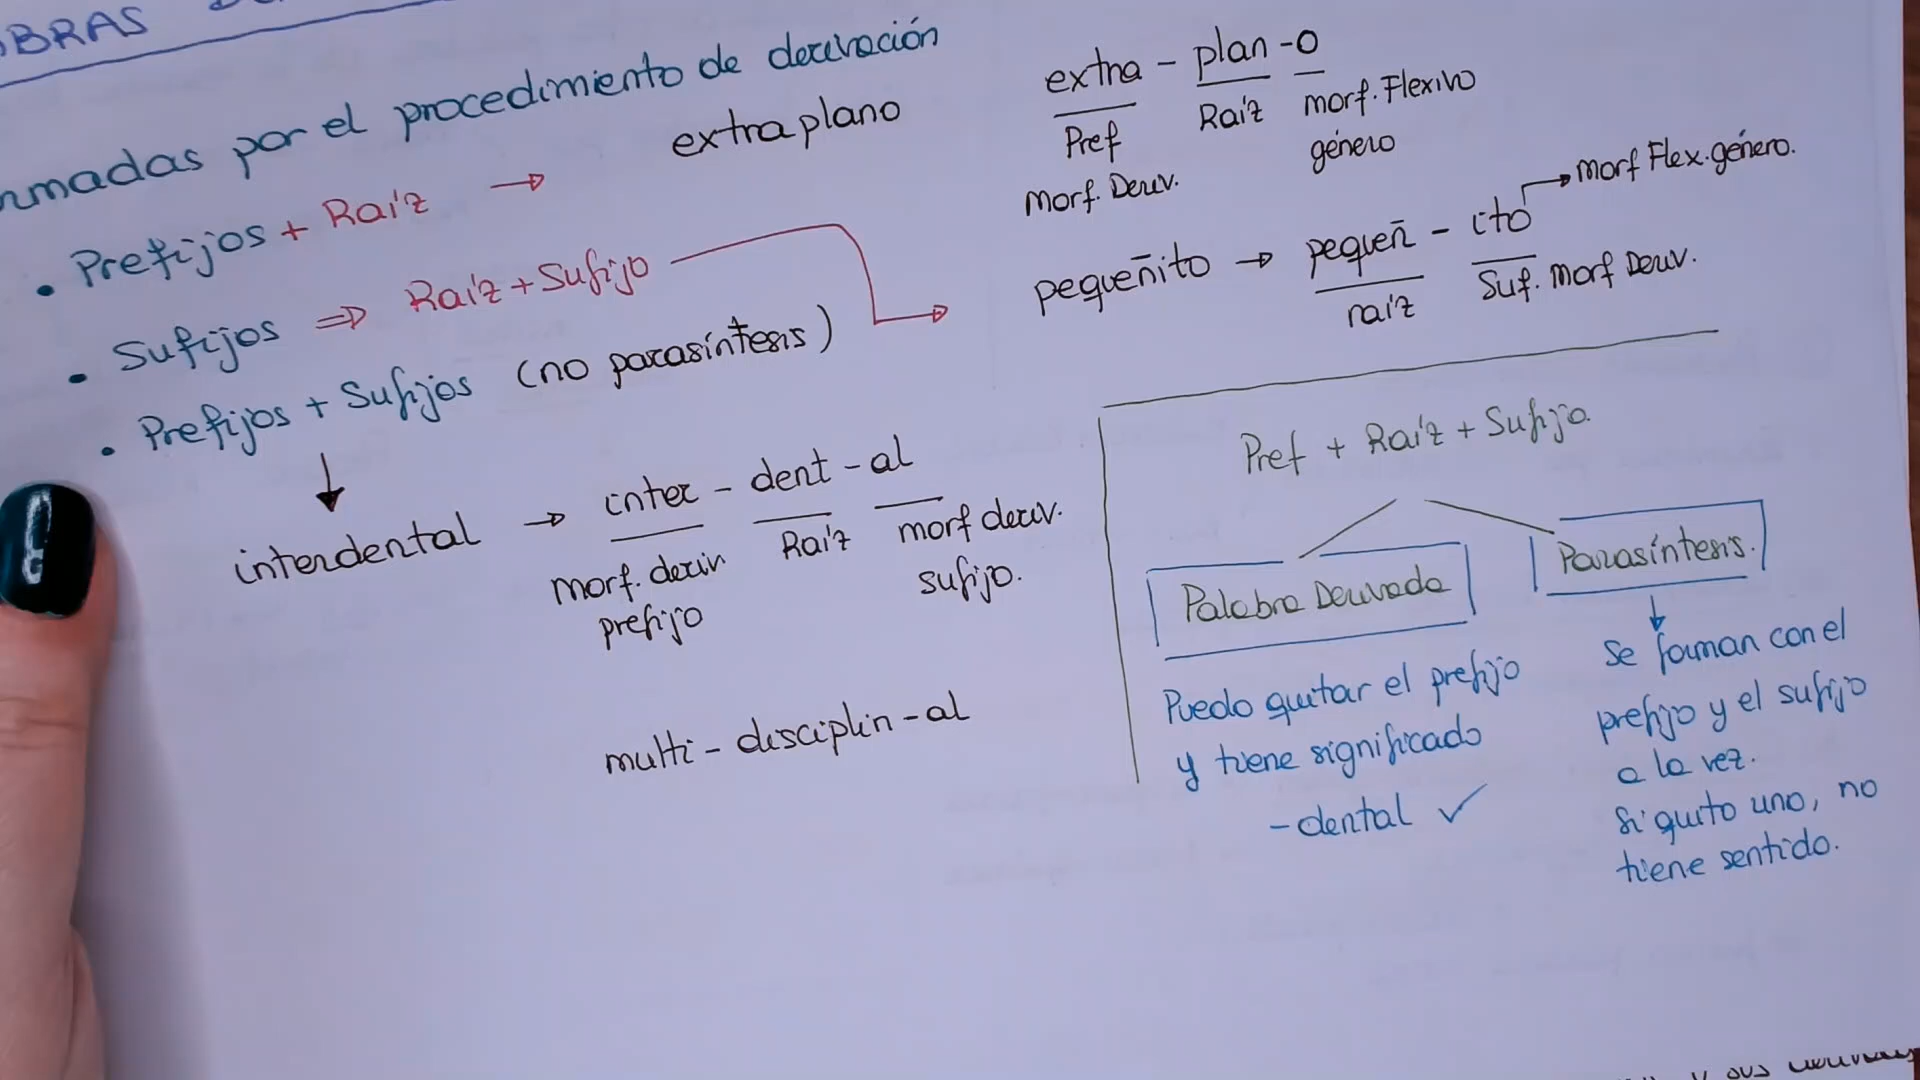 formadas por el procedimiento de derivación
• Prefijos + Raíz → extraplano
extra - plan - o
Pref
Morf. Deriv.
Raíz
morf. Flexivo
género
• Sufijos ⇒ Raíz + Sufijo →
pequeñito → pequeñ - ito → morf Flex. género.
raíz
Suf. morf Deriv.
• Prefijos + Sufijos (no parasíntesis)
↓
interdental → inter - dent - al
morf. deriv
prefijo
Raíz
morf deriv.
sufijo.
multi - disciplin - al
Pref + Raíz + Sufijo.
Palabra Derivada
Puedo quitar el prefijo
y tiene significado
- dental ✓
Parasíntesis.
↓
Se forman con el
prefijo y el sufijo
a la vez.
Si quito uno, no
tiene sentido.
y sus